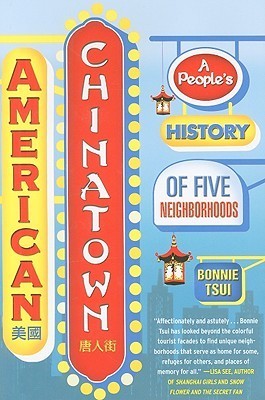 AMERICAN
美國
CHINATOWN
唐人街
A
People's
HISTORY
OF FIVE
NEIGHBORHOODS
BONNIE
TSUI
"Affectionately and astutely . . . Bonnie
Tsui has looked beyond the colorful
tourist facades to find unique neigh-
borhoods that serve as home for some,
refuges for others, and places
of memory for all." —LISA SEE, AUTHOR
OF SHANGHAI GIRLS AND SNOW
FLOWER AND THE SECRET FAN